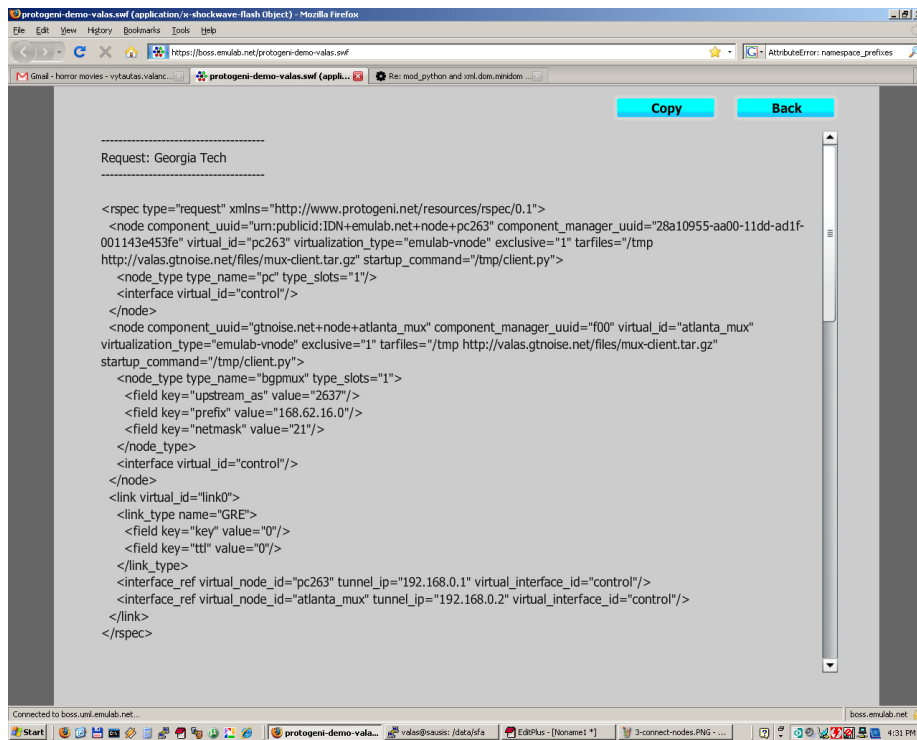 protogeni-demo-valas.swf (application/x-shockwave-flash Object) - Mozilla Firefox
File Edit View History Bookmarks Tools Help
https://boss.emulab.net/protogeni-demo-valas.swf
AttributeError: namespace_prefixes
Gmail - horror movies - vytautas.valanc...
protogeni-demo-valas.swf (appli...
Re: mod_python and xml.dom.minidom ...
Copy Back
--------------------------------------
Request: Georgia Tech
--------------------------------------
<rspec type="request" xmlns="http://www.protogeni.net/resources/rspec/0.1">
<node component_uuid="urn:publicid:IDN+emulab.net+node+pc263" component_manager_uuid="28a10955-aa00-11dd-ad1f-
001143e453fe" virtual_id="pc263" virtualization_type="emulab-vnode" exclusive="1" tarfiles="/tmp
http://valas.gtnoise.net/files/mux-client.tar.gz" startup_command="/tmp/client.py">
<node_type type_name="pc" type_slots="1"/>
<interface virtual_id="control"/>
</node>
<node component_uuid="gtnoise.net+node+atlanta_mux" component_manager_uuid="f00" virtual_id="atlanta_mux"
virtualization_type="emulab-vnode" exclusive="1" tarfiles="/tmp http://valas.gtnoise.net/files/mux-client.tar.gz"
startup_command="/tmp/client.py">
<node_type type_name="bgpmux" type_slots="1">
<field key="upstream_as" value="2637"/>
<field key="prefix" value="168.62.16.0"/>
<field key="netmask" value="21"/>
</node_type>
<interface virtual_id="control"/>
</node>
<link virtual_id="link0">
<link_type name="GRE">
<field key="key" value="0"/>
<field key="ttl" value="0"/>
</link_type>
<interface_ref virtual_node_id="pc263" tunnel_ip="192.168.0.1" virtual_interface_id="control"/>
<interface_ref virtual_node_id="atlanta_mux" tunnel_ip="192.168.0.2" virtual_interface_id="control"/>
</link>
</rspec>
Connected to boss.uml.emulab.net...
boss.emulab.net
Start
protogeni-demo-vala...
valas@sausis: /data/sfa
EditPlus - [Noname1 *]
3-connect-nodes.PNG - ...
4:31 PM